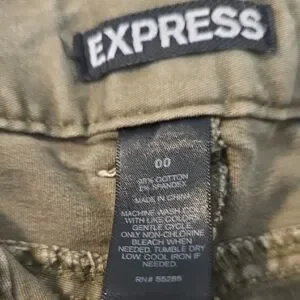 EXPRESS
00
98% COTTON
2% SPANDEX
MADE IN CHINA
MACHINE WASH COLD
WITH LIKE COLORS
GENTLE CYCLE.
ONLY NON-CHLORINE
BLEACH WHEN
NEEDED. TUMBLE DRY
LOW. COOL IRON IF
NEEDED.
RN# 55285